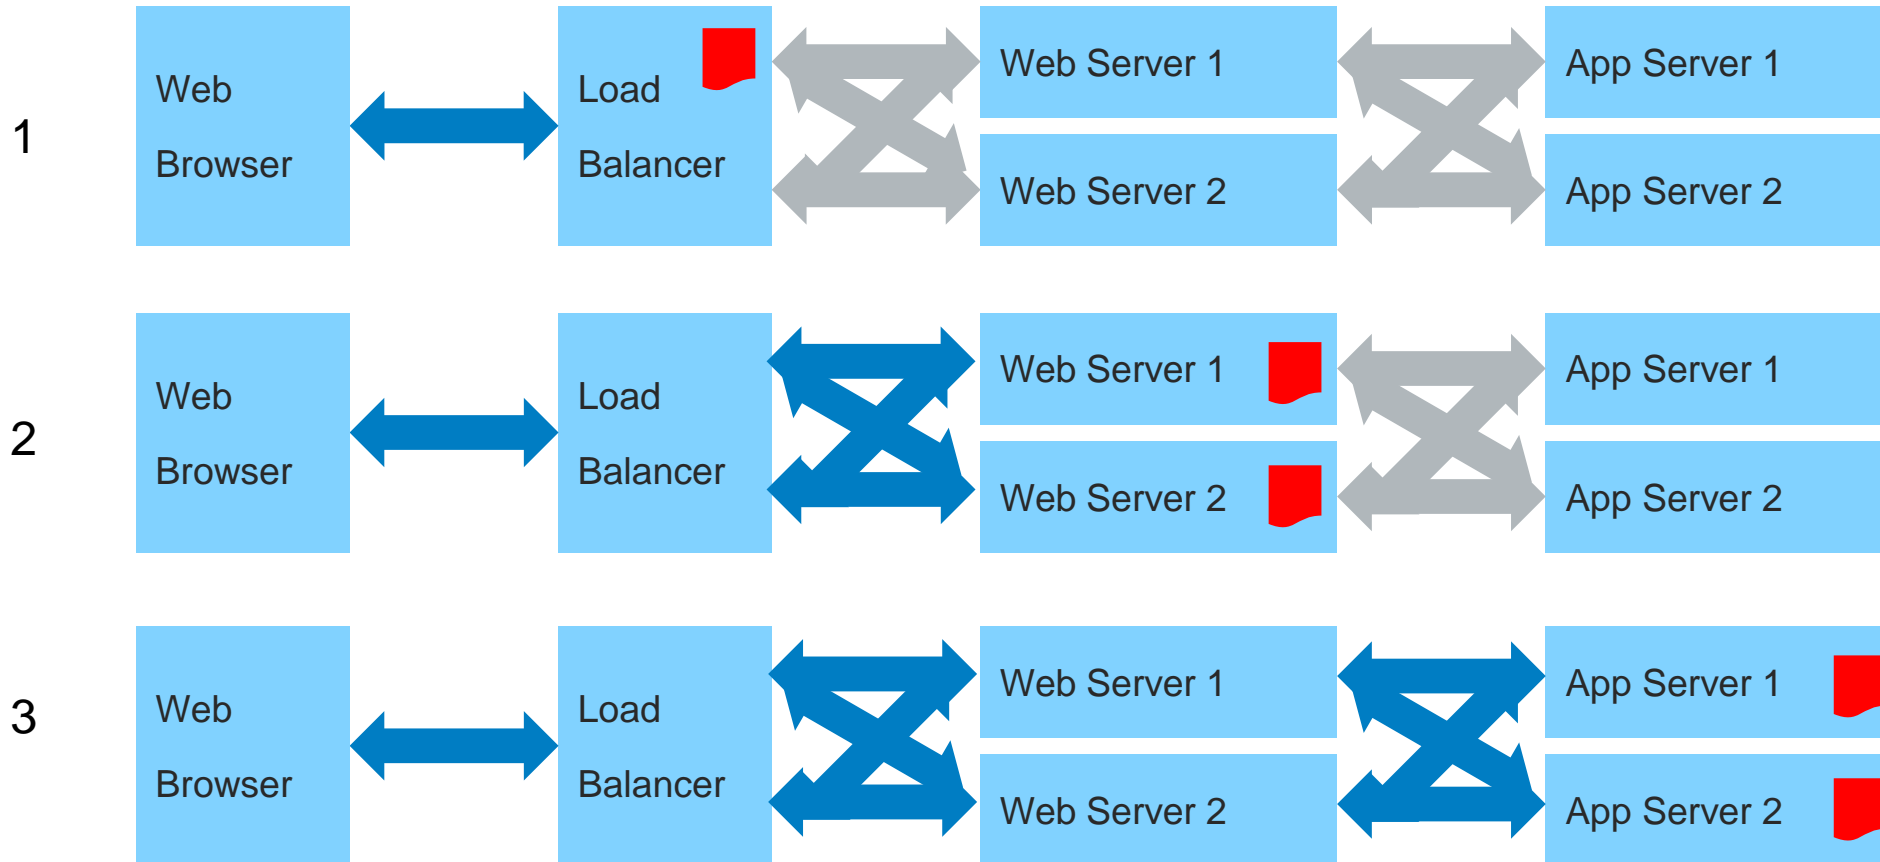 1
Web
Browser
Load
Balancer
Web Server 1
Web Server 2
App Server 1
App Server 2
2
Web
Browser
Load
Balancer
Web Server 1
Web Server 2
App Server 1
App Server 2
3
Web
Browser
Load
Balancer
Web Server 1
Web Server 2
App Server 1
App Server 2